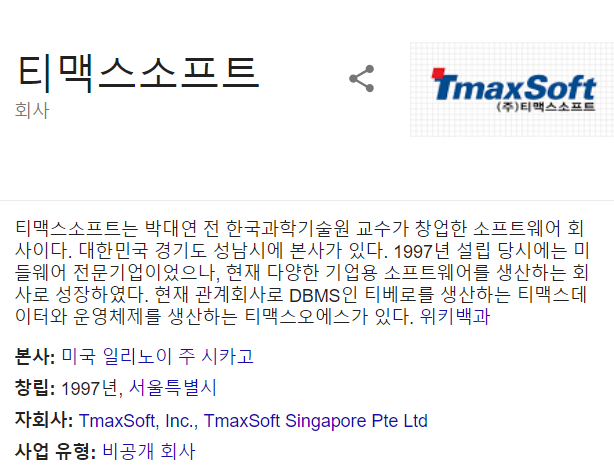 티맥스소프트
회사
TmaxSoft
(주)티맥스소프트
티맥스소프트는 박대연 전 한국과학기술원 교수가 창업한 소프트웨어 회
사이다. 대한민국 경기도 성남시에 본사가 있다. 1997년 설립 당시에는 미
들웨어 전문기업이었으나, 현재 다양한 기업용 소프트웨어를 생산하는 회
사로 성장하였다. 현재 관계회사로 DBMS인 티베로를 생산하는 티맥스데
이터와 운영체제를 생산하는 티맥스오에스가 있다. 위키백과
본사: 미국 일리노이 주 시카고
창립: 1997년, 서울특별시
자회사: TmaxSoft, Inc., TmaxSoft Singapore Pte Ltd
사업 유형: 비공개 회사